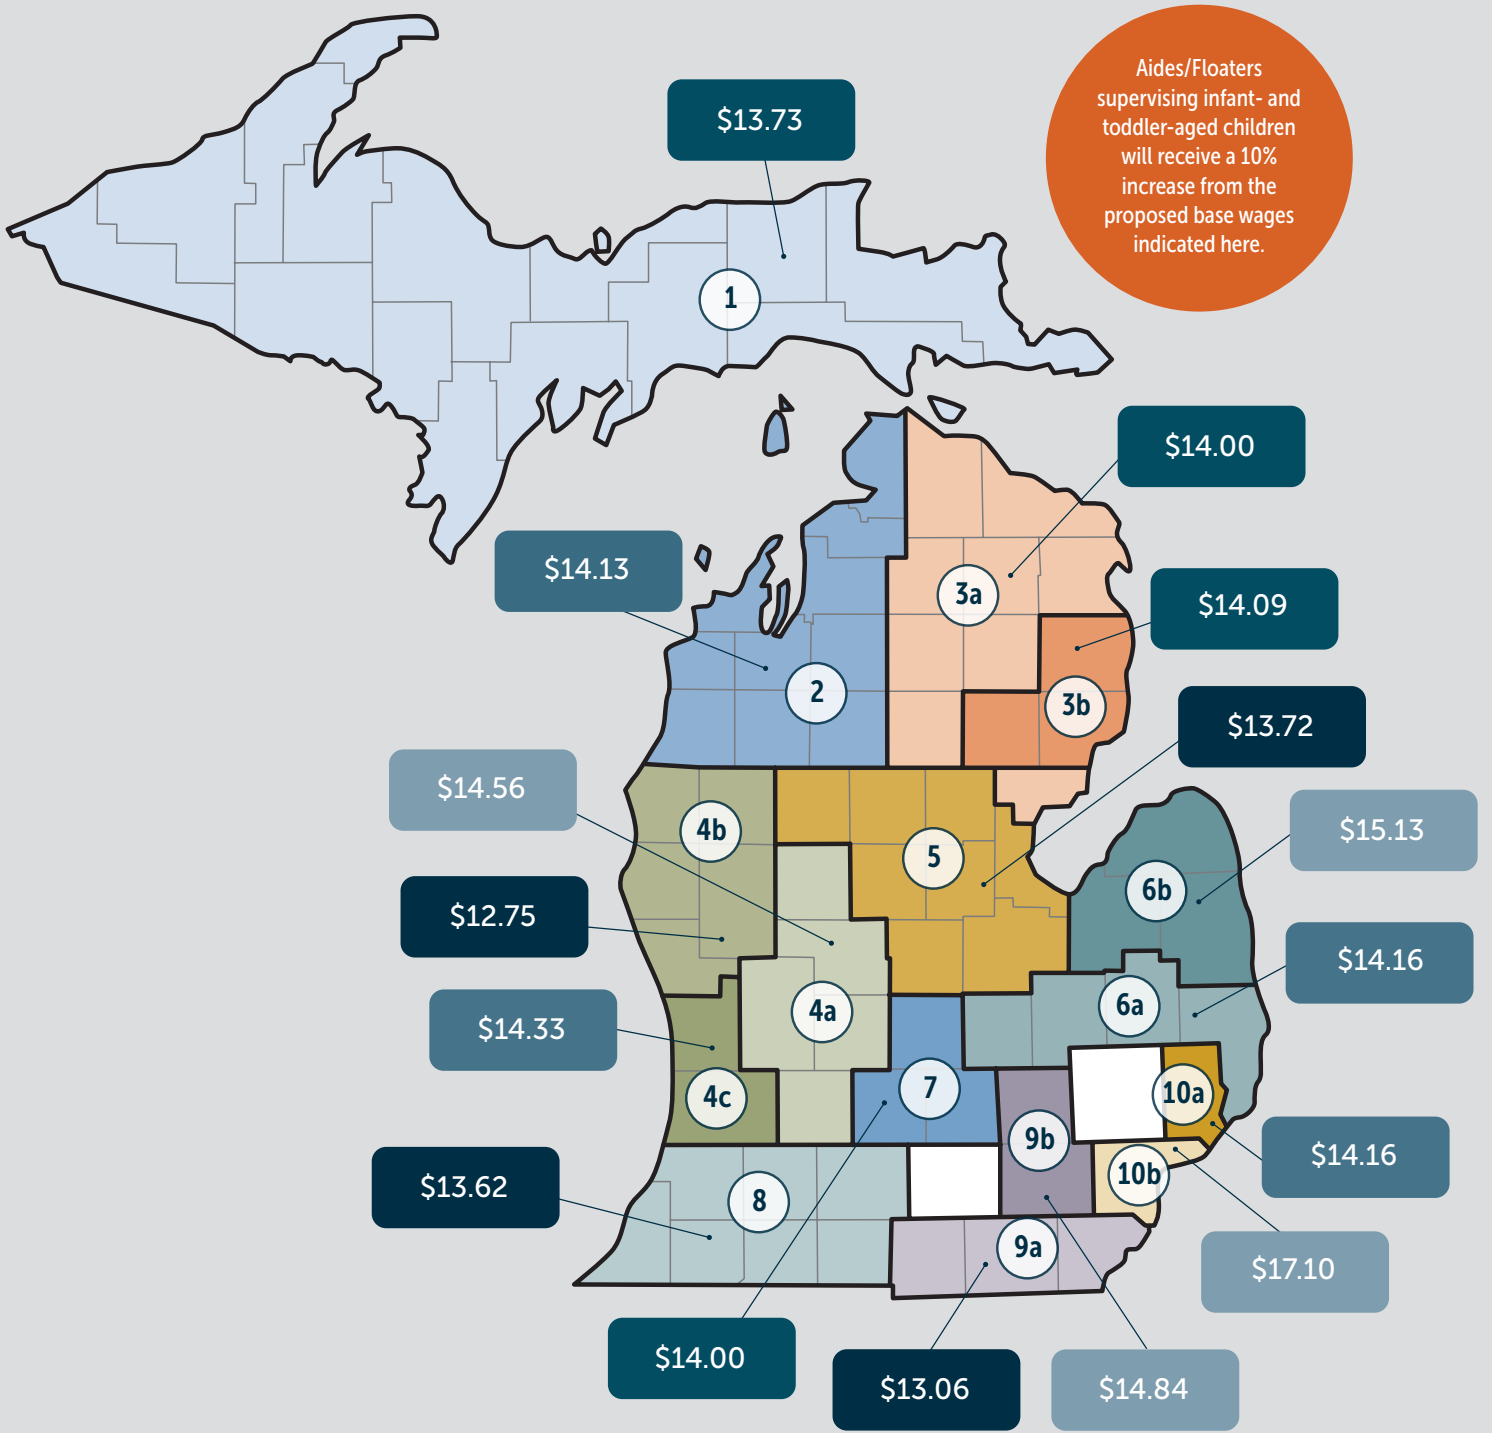 Aides/Floaters
supervising infant- and
toddler-aged children
will receive a 10%
increase from the
proposed base wages
indicated here.
$13.73
1
$14.00
$14.13
3a
$14.09
2
3b
$13.72
$14.56
4b
5
$15.13
6b
$12.75
$14.16
4a
6a
$14.33
4c
7
10a
9b
$14.16
10b
$13.62
8
9a
$17.10
$14.00
$13.06
$14.84